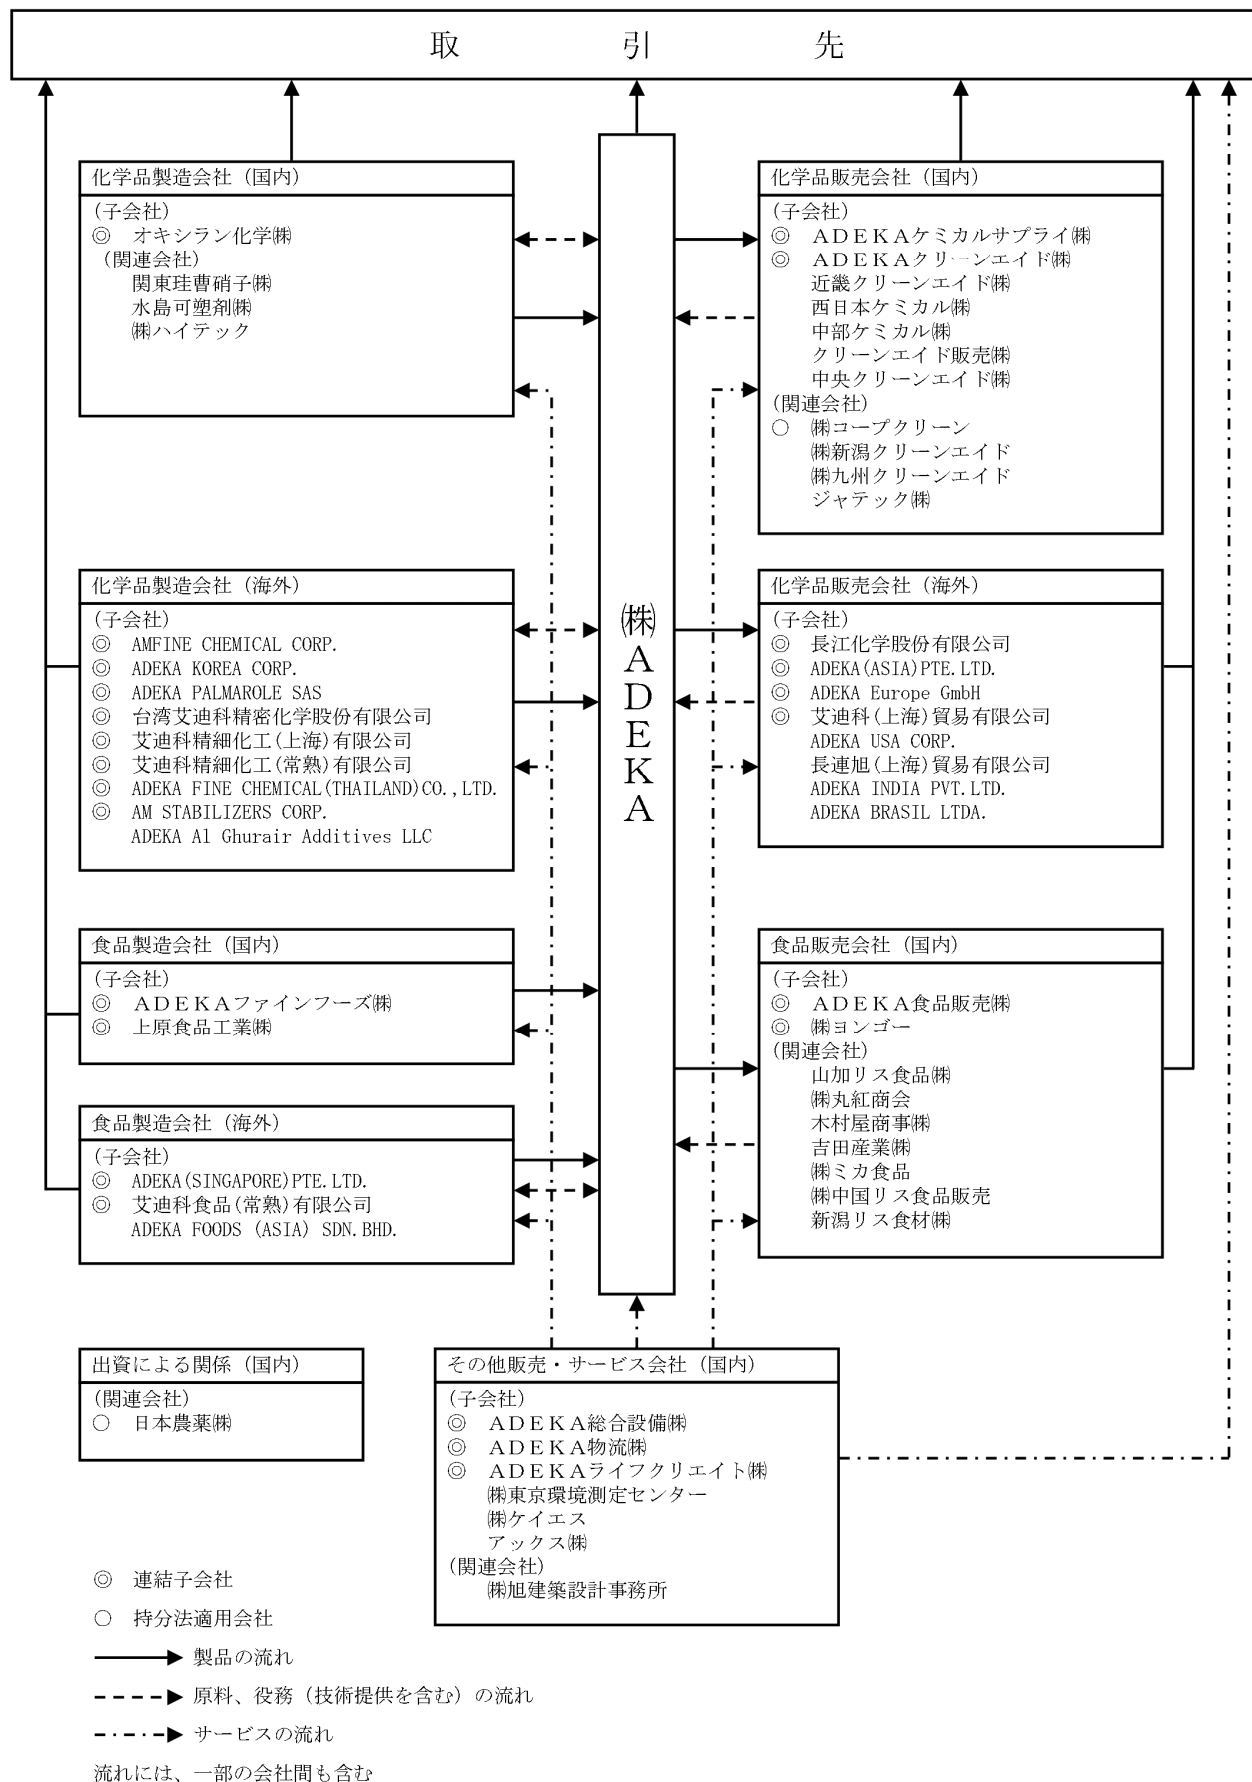 取引先
化学品製造会社（国内）
(子会社)
◎ オキシラン化学㈱
(関連会社)
関東珪曹硝子㈱
水島可塑剤㈱
㈱ハイテック
化学品販売会社（国内）
(子会社)
◎ ＡＤＥＫＡケミカルサプライ㈱
◎ ＡＤＥＫＡクリーンエイド㈱
近畿クリーンエイド㈱
西日本ケミカル㈱
中部ケミカル㈱
クリーンエイド販売㈱
中央クリーンエイド㈱
(関連会社)
○ ㈱コープクリーン
㈱新潟クリーンエイド
㈱九州クリーンエイド
ジャテック㈱
㈱ＡＤＥＫＡ
化学品製造会社（海外）
(子会社)
◎ AMFINE CHEMICAL CORP.
◎ ADEKA KOREA CORP.
◎ ADEKA PALMAROLE SAS
◎ 台湾艾迪科精密化学股份有限公司
◎ 艾迪科精細化工(上海)有限公司
◎ 艾迪科精細化工(常熟)有限公司
◎ ADEKA FINE CHEMICAL(THAILAND)CO.,LTD.
◎ AM STABILIZERS CORP.
ADEKA Al Ghurair Additives LLC
化学品販売会社（海外）
(子会社)
◎ 長江化学股份有限公司
◎ ADEKA(ASIA)PTE.LTD.
◎ ADEKA Europe GmbH
◎ 艾迪科(上海)貿易有限公司
ADEKA USA CORP.
長連旭(上海)貿易有限公司
ADEKA INDIA PVT.LTD.
ADEKA BRASIL LTDA.
食品製造会社（国内）
(子会社)
◎ ＡＤＥＫＡファインフーズ㈱
◎ 上原食品工業㈱
食品販売会社（国内）
(子会社)
◎ ＡＤＥＫＡ食品販売㈱
◎ ㈱ヨンゴー
(関連会社)
山加リス食品㈱
㈱丸紅商会
木村屋商事㈱
吉田産業㈱
㈱ミカ食品
㈱中国リス食品販売
新潟リス食材㈱
食品製造会社（海外）
(子会社)
◎ ADEKA(SINGAPORE)PTE.LTD.
◎ 艾迪科食品(常熟)有限公司
ADEKA FOODS (ASIA) SDN.BHD.
出資による関係（国内）
(関連会社)
○ 日本農薬㈱
その他販売・サービス会社（国内）
(子会社)
◎ ＡＤＥＫＡ総合設備㈱
◎ ＡＤＥＫＡ物流㈱
◎ ＡＤＥＫＡライフクリエイト㈱
㈱東京環境測定センター
㈱ケイエス
アックス㈱
(関連会社)
㈱旭建築設計事務所
◎ 連結子会社
○ 持分法適用会社
製品の流れ
原料、役務（技術提供を含む）の流れ
サービスの流れ
流れには、一部の会社間も含む